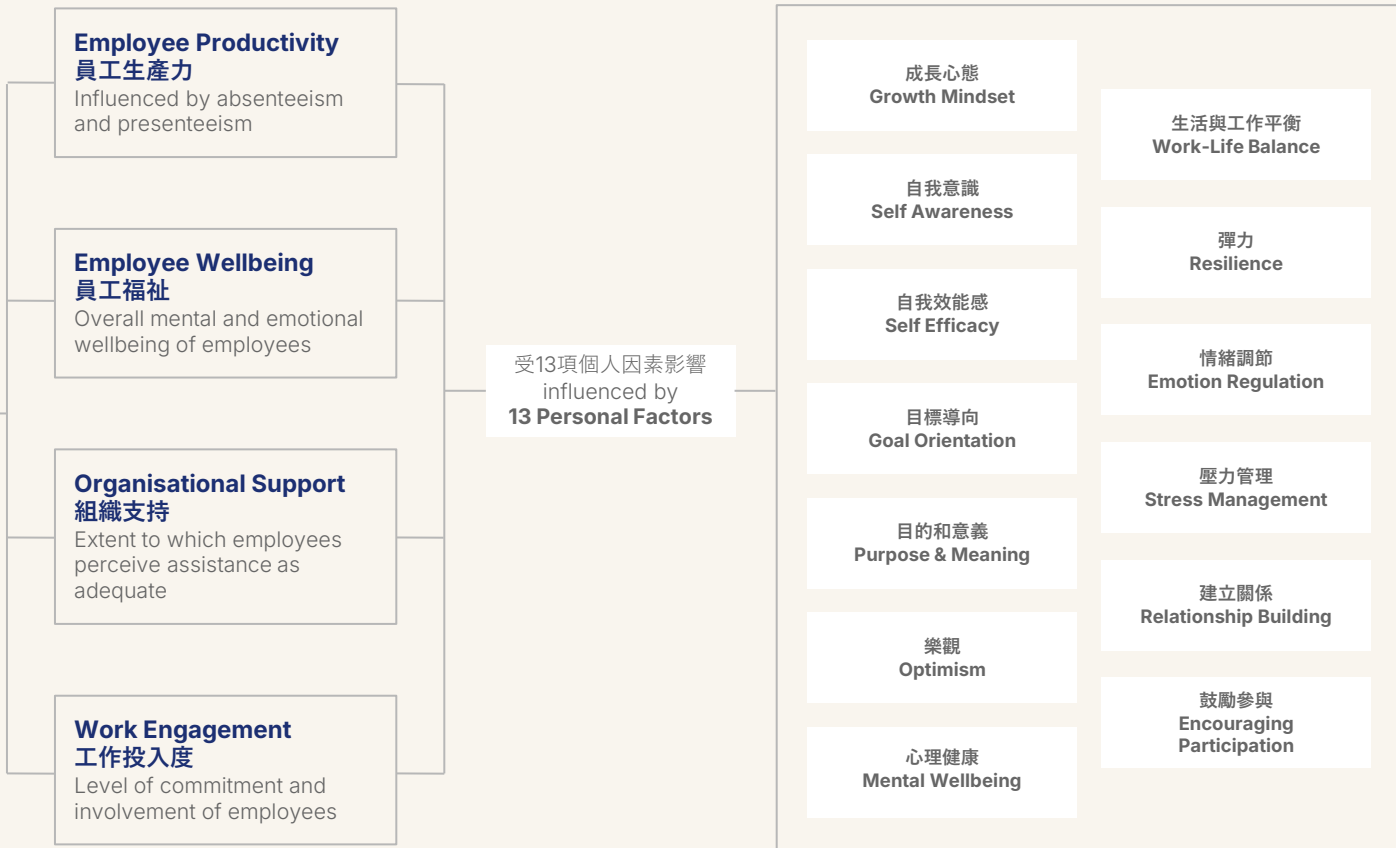 Employee Productivity
員工生產力
Influenced by absenteeism
and presenteeism
Employee Wellbeing
員工福祉
Overall mental and emotional
wellbeing of employees
Organisational Support
組織支持
Extent to which employees
perceive assistance as
adequate
Work Engagement
工作投入度
Level of commitment and
involvement of employees
受13項個人因素影響
influenced by
13 Personal Factors
成長心態
Growth Mindset
自我意識
Self Awareness
自我效能感
Self Efficacy
目標導向
Goal Orientation
目的和意義
Purpose & Meaning
樂觀
Optimism
心理健康
Mental Wellbeing
生活與工作平衡
Work-Life Balance
彈力
Resilience
情緒調節
Emotion Regulation
壓力管理
Stress Management
建立關係
Relationship Building
鼓勵參與
Encouraging
Participation